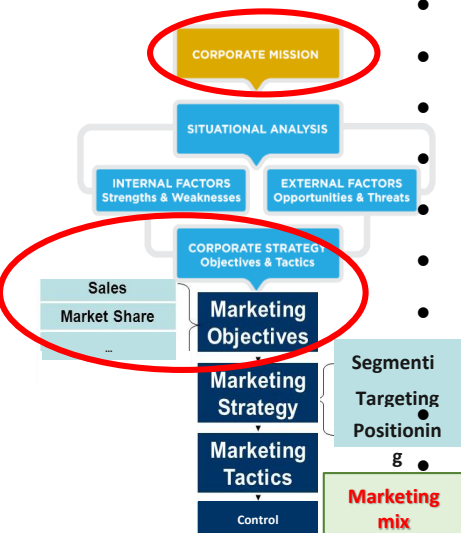 CORPORATE MISSION
SITUATIONAL ANALYSIS
INTERNAL FACTORS
Strengths & Weaknesses
EXTERNAL FACTORS
Opportunities & Threats
CORPORATE STRATEGY
Objectives & Tactics
Sales
Market Share
...
Marketing
Objectives
Marketing
Strategy
Segmenti
Targeting
Positionin
g
Marketing
Tactics
Marketing
mix
Control